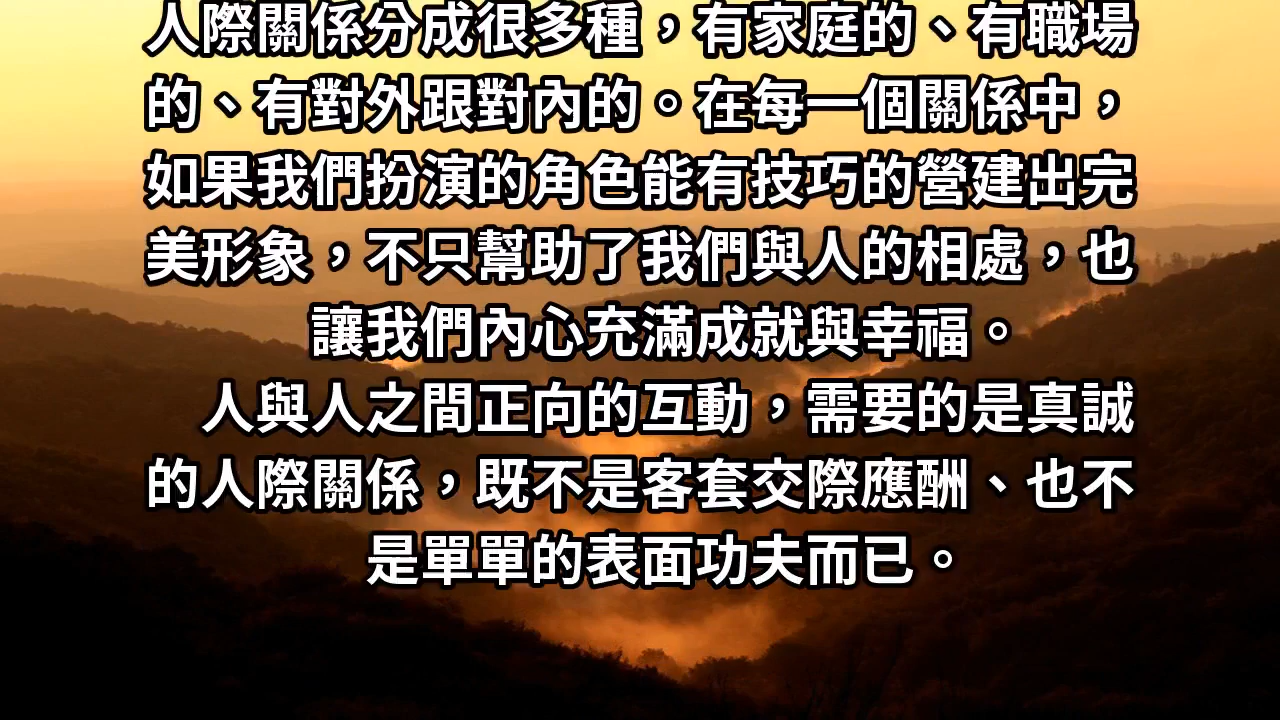 人際關係分成很多種，有家庭的、有職場
的、有對外跟對內的。在每一個關係中，
如果我們扮演的角色能有技巧的營建出完
美形象，不只幫助了我們與人的相處，也
讓我們內心充滿成就與幸福。
人與人之間正向的互動，需要的是真誠
的人際關係，既不是客套交際應酬、也不
是單單的表面功夫而已。